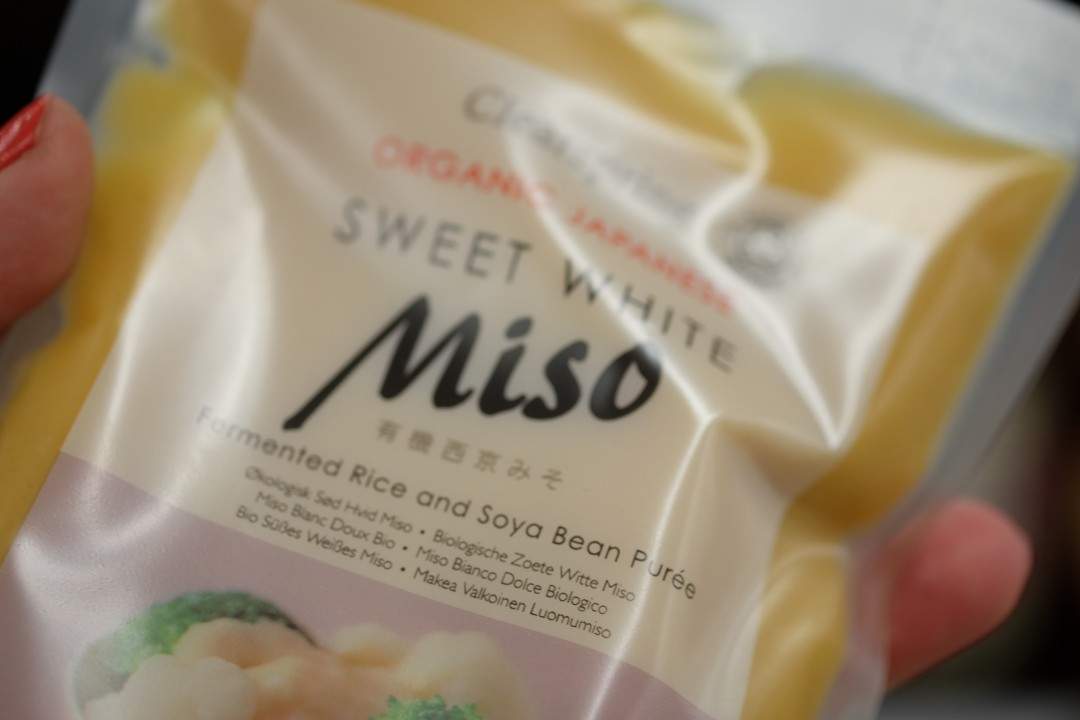 ORGANIC JAPANESE
SWEET WHITE
Miso
有機西京みそ
Fermented Rice and Soya Bean Purée
Økologisk Sød Hvid Miso • Biologische Zoete Witte Miso
Miso Blanc Doux Bio • Miso Bianco Dolce Biologico
Bio Süßes Weißes Miso • Makea Valkoinen Luomumiso